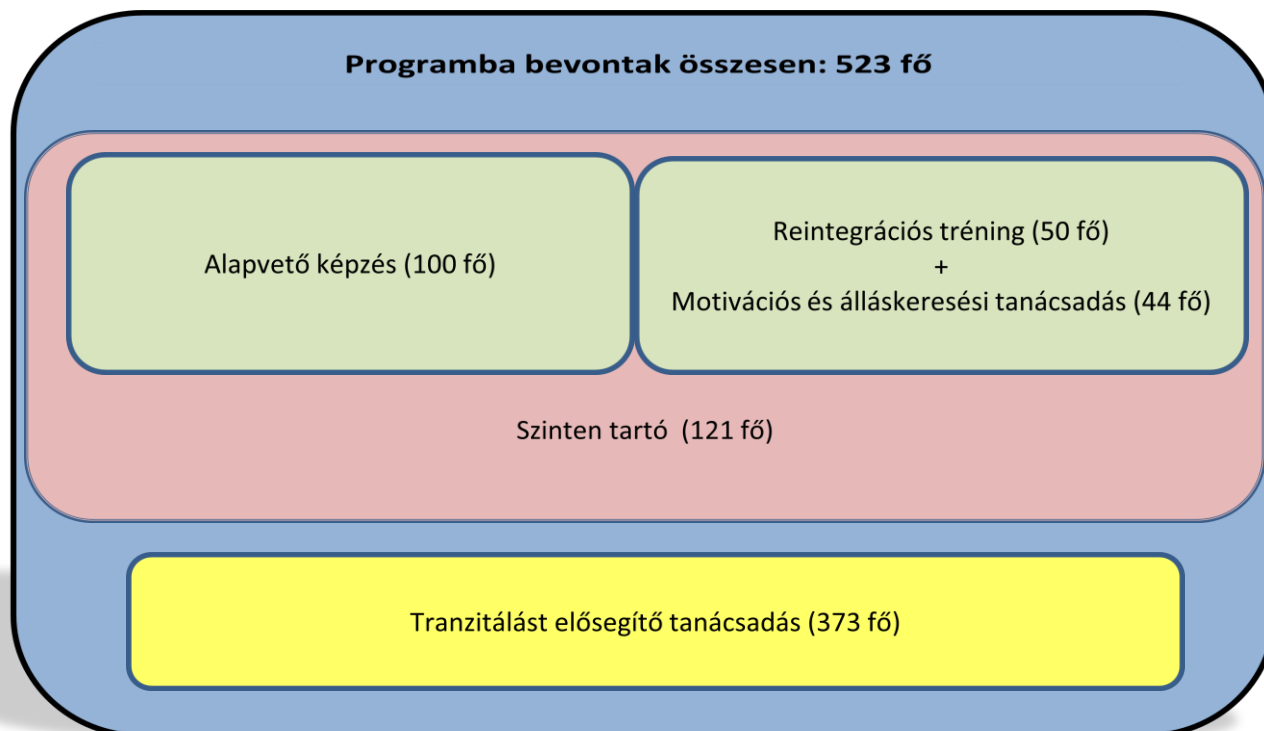 Programba bevontak összesen: 523 fő
Alapvető képzés (100 fő)
Reintegrációs tréning (50 fő)
+
Motivációs és álláskeresési tanácsadás (44 fő)
Szinten tartó (121 fő)
Tranzitálást elősegítő tanácsadás (373 fő)